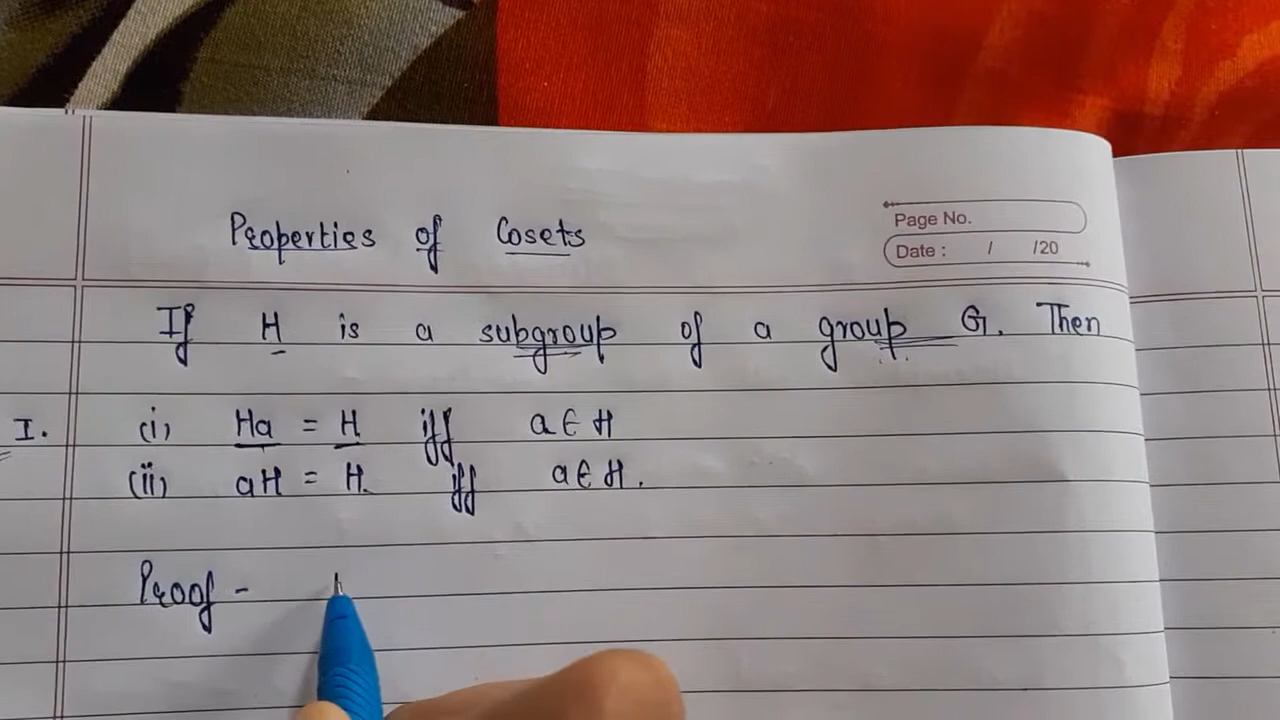 Properties of Cosets
Page No.
Date : / /20
If H is a subgroup of a group G. Then
I. (i) Ha = H iff a ∈ H
(ii) aH = H. iff a ∈ H.
Proof -